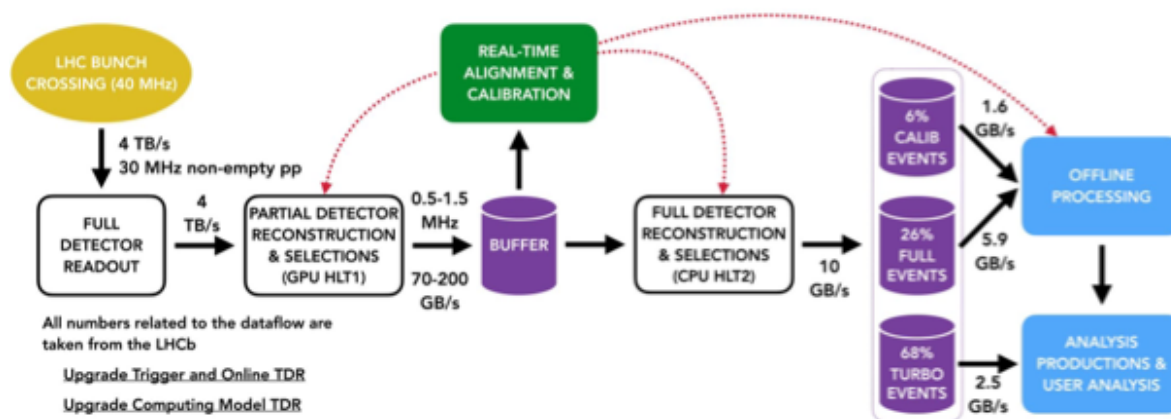 LHC BUNCH
CROSSING (40 MHz)
4 TB/s
30 MHz non-empty pp
FULL
DETECTOR
READOUT
4
TB/s
PARTIAL DETECTOR
RECONSTRUCTION
& SELECTIONS
(GPU HLT1)
0.5-1.5
MHz
70-200
GB/s
REAL-TIME
ALIGNMENT &
CALIBRATION
BUFFER
FULL DETECTOR
RECONSTRUCTION
& SELECTIONS
(CPU HLT2)
10
GB/s
6%
CALIB
EVENTS
1.6
GB/s
26%
FULL
EVENTS
5.9
GB/s
68%
TURBO
EVENTS
2.5
GB/s
OFFLINE
PROCESSING
ANALYSIS
PRODUCTIONS &
USER ANALYSIS
All numbers related to the dataflow are
taken from the LHCb
Upgrade Trigger and Online TDR
Upgrade Computing Model TDR